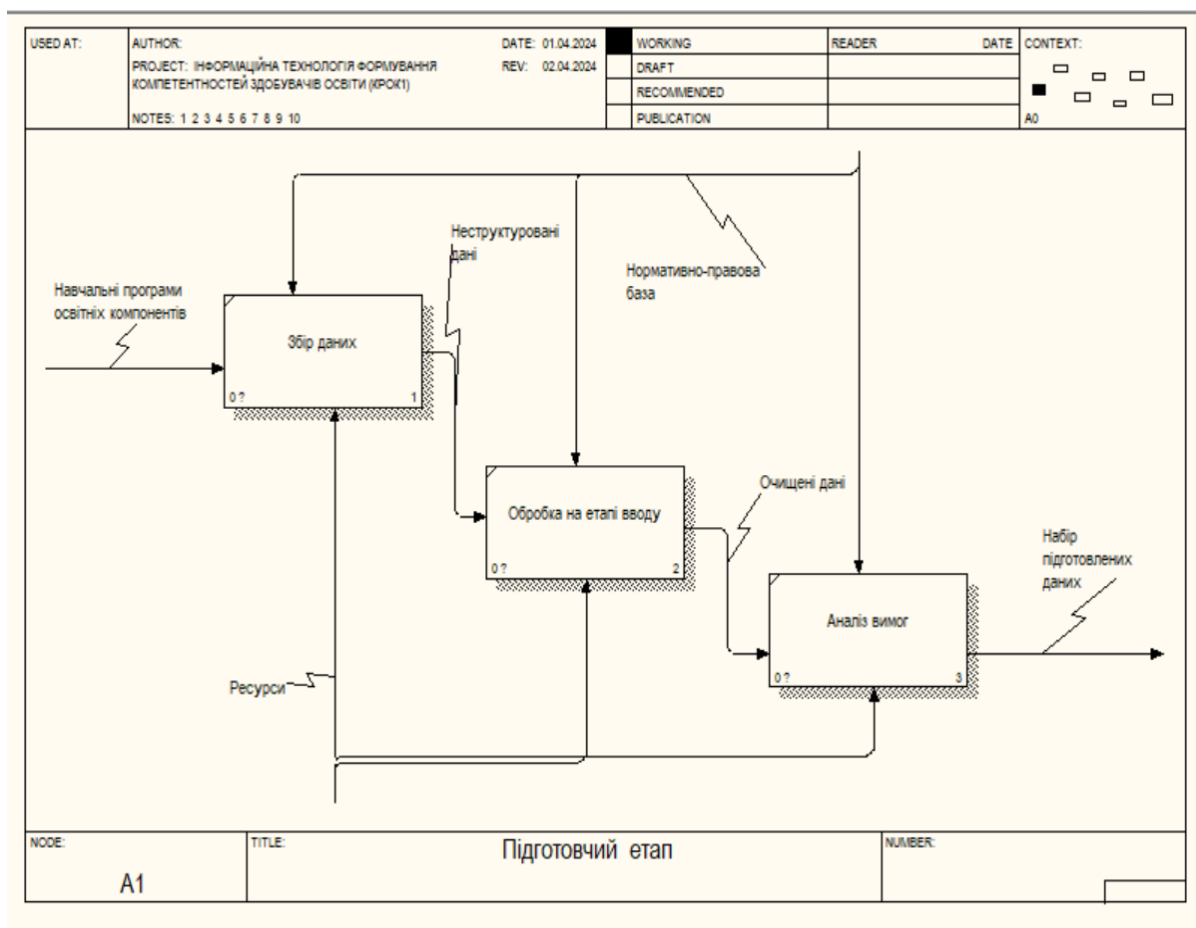 USED AT:
AUTHOR:
DATE: 01.04.2024
PROJECT: ІНФОРМАЦІЙНА ТЕХНОЛОГІЯ ФОРМУВАННЯ
КОМПЕТЕНТНОСТЕЙ ЗДОБУВАЧІВ ОСВІТИ (КРОК1)
REV: 02.04.2024
NOTES: 1 2 3 4 5 6 7 8 9 10
WORKING
DRAFT
RECOMMENDED
PUBLICATION
READER DATE
CONTEXT:
A0
Неструктуровані
дані
Нормативно-правова
база
Навчальні програми
освітніх компонентів
Збір даних
0 ? 1
Очищені дані
Обробка на етапі вводу
0 ? 2
Набір
підготовлених
даних
Аналіз вимог
0 ? 3
Ресурси
NODE:
A1
TITLE:
Підготовчий етап
NUMBER: